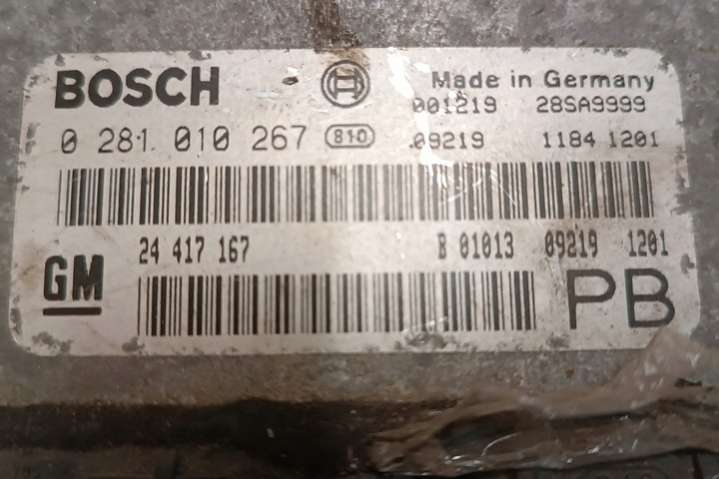 BOSCH Made in Germany
001219 28SA9999
0 281 010 267 810 09219 1184 1201
24 417 167 B 01013 09219 1201
GM PB